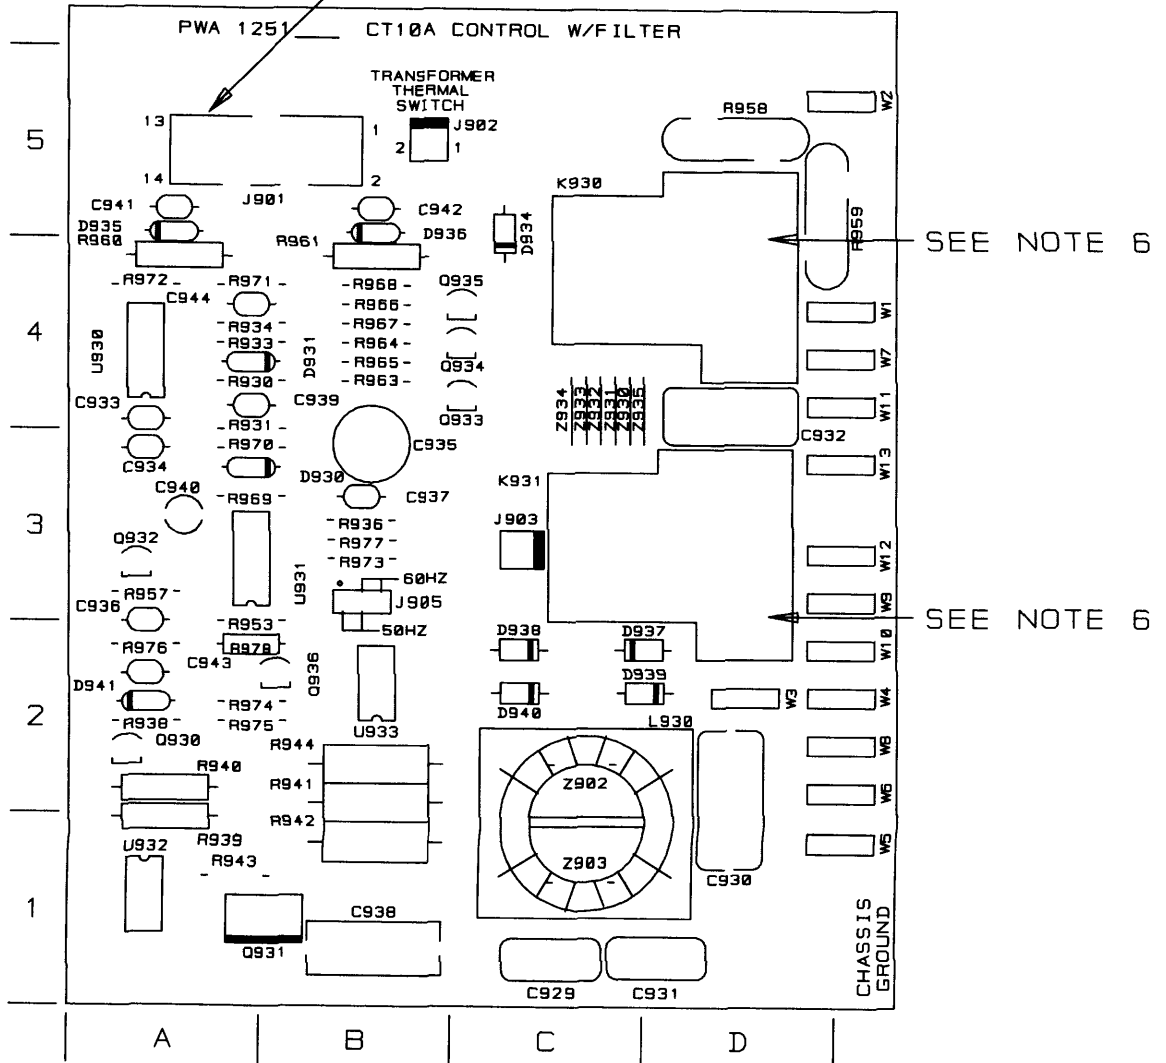 PWA 1251__ CT10A CONTROL W/FILTER
TRANSFORMER
THERMAL
SWITCH
J902
2 1
R958
W2
5
13
1
14
2
J901
K930
C941
C942
D935
D936
D934
R959
R960
R961
SEE NOTE 6
R972
C944
R971
R968
Q935
R966
W1
R934
R967
4
U930
R933
D931
R964
R965
Q934
W7
R930
R963
C933
C939
Q933
Z934
Z933
Z932
Z931
Z930
Z935
W11
R931
C932
R970
C935
C934
W13
D930
K931
C940
R969
C937
J903
3
Q932
R936
R977
R973
W12
U931
60HZ
R957
J905
W9
C936
R953
50HZ
SEE NOTE 6
D938
D937
W10
R976
R978
C943
Q936
D941
D939
R974
D940
W3
W4
2
R938
R975
U933
L930
Q930
R944
W8
R940
R941
Z902
W6
R942
R939
U932
R943
Z903
W5
C930
1
C938
Q931
CHASSIS
GROUND
C929
C931
A B C D